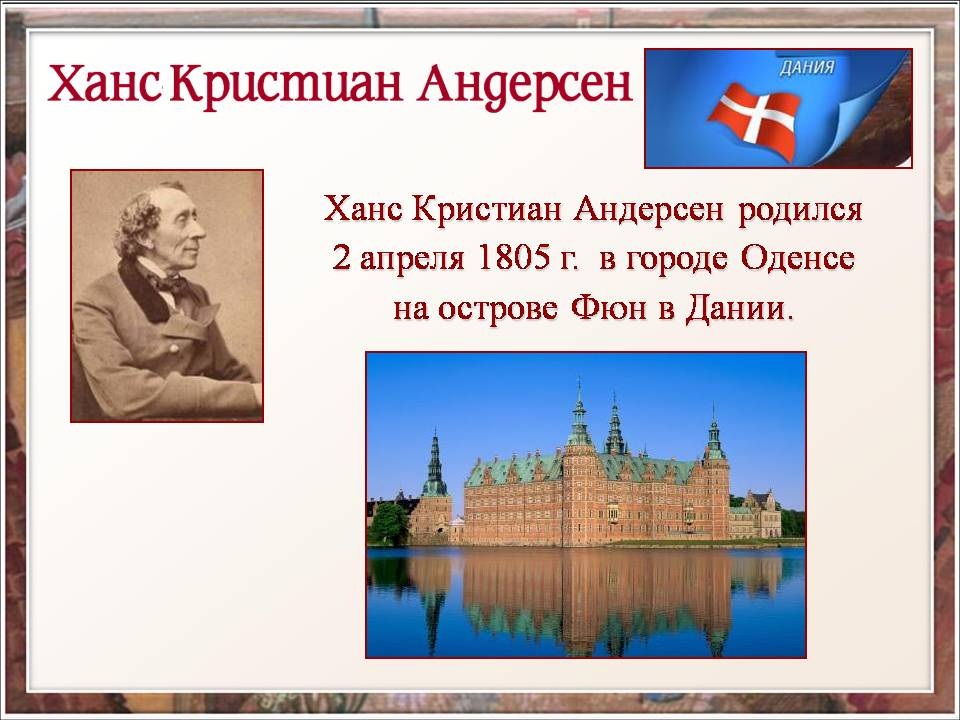 Ханс Кристиан Андерсен
ДАНИЯ
Ханс Кристиан Андерсен родился
2 апреля 1805 г. в городе Оденсе
на острове Фюн в Дании.